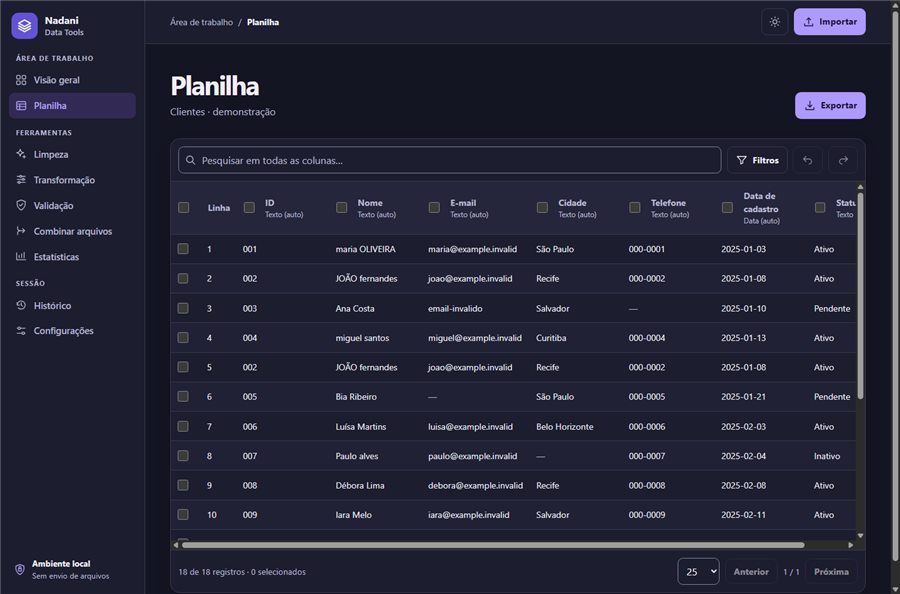 Nadani
Data Tools
ÁREA DE TRABALHO
Visão geral
Planilha
FERRAMENTAS
Limpeza
Transformação
Validação
Combinar arquivos
Estatísticas
SESSÃO
Histórico
Configurações
Ambiente local
Sem envio de arquivos
Área de trabalho / Planilha
Importar
Planilha
Clientes · demonstração
Exportar
Pesquisar em todas as colunas...
Filtros
Linha ID Nome E-mail Cidade Telefone Data de cadastro Statu
Texto (auto) Texto (auto) Texto (auto) Texto (auto) Texto (auto) Data (auto) Texto
1 001 maria OLIVEIRA maria@example.invalid São Paulo 000-0001 2025-01-03 Ativo
2 002 JOÃO fernandes joao@example.invalid Recife 000-0002 2025-01-08 Ativo
3 003 Ana Costa email-invalido Salvador — 2025-01-10 Pendente
4 004 miguel santos miguel@example.invalid Curitiba 000-0004 2025-01-13 Ativo
5 002 JOÃO fernandes joao@example.invalid Recife 000-0002 2025-01-08 Ativo
6 005 Bia Ribeiro — São Paulo 000-0005 2025-01-21 Pendente
7 006 Luísa Martins luisa@example.invalid Belo Horizonte 000-0006 2025-02-03 Ativo
8 007 Paulo alves paulo@example.invalid — 000-0007 2025-02-04 Inativo
9 008 Débora Lima debora@example.invalid Recife 000-0008 2025-02-08 Ativo
10 009 Iara Melo iara@example.invalid Salvador 000-0009 2025-02-11 Ativo
18 de 18 registros · 0 selecionados
25
Anterior
1 / 1
Próxima